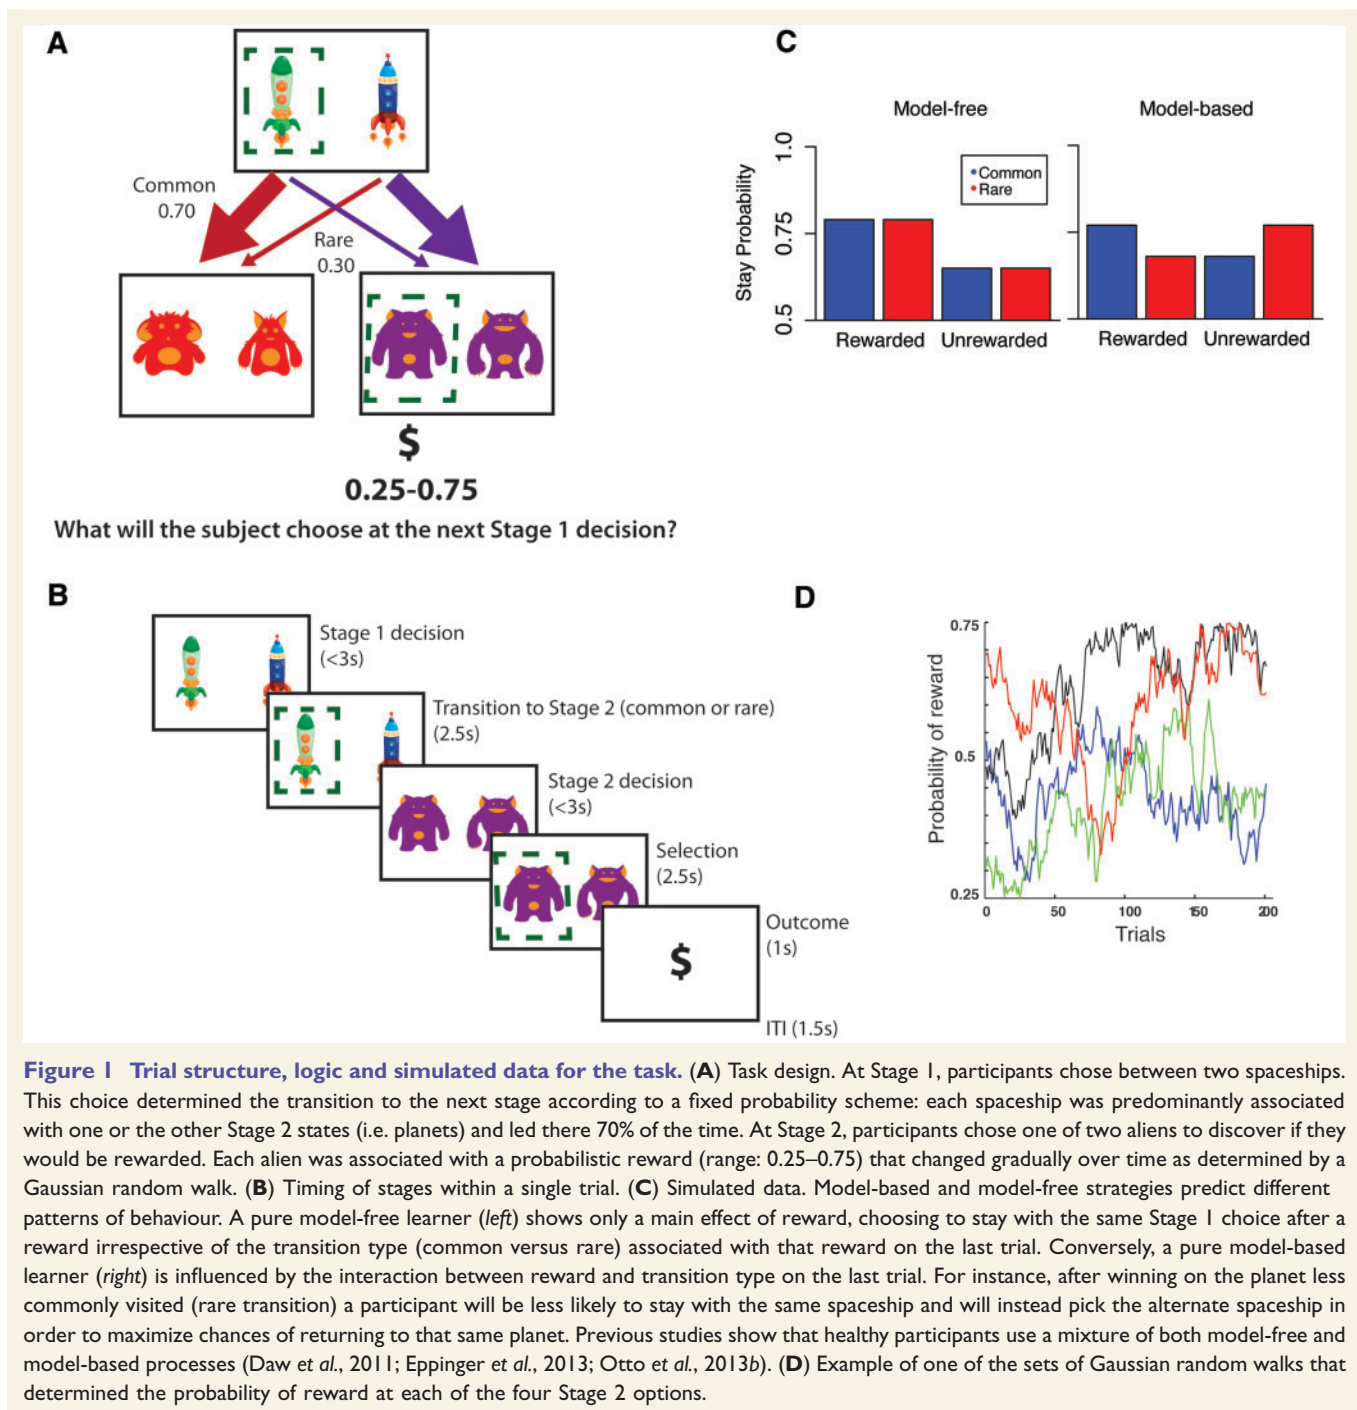 A
Common
0.70
Rare
0.30
$
0.25-0.75
What will the subject choose at the next Stage 1 decision?
C
Model-free
Model-based
Stay Probability
1.0
0.75
0.5
Common
Rare
Rewarded Unrewarded
Rewarded Unrewarded
B
Stage 1 decision
(<3s)
Transition to Stage 2 (common or rare)
(2.5s)
Stage 2 decision
(<3s)
Selection
(2.5s)
$
Outcome
(1s)
ITI (1.5s)
D
Probability of reward
0.75
0.5
0.25
0 50 100 150 200
Trials
Figure 1 Trial structure, logic and simulated data for the task. (A) Task design. At Stage 1, participants chose between two spaceships.
This choice determined the transition to the next stage according to a fixed probability scheme: each spaceship was predominantly associated
with one or the other Stage 2 states (i.e. planets) and led there 70% of the time. At Stage 2, participants chose one of two aliens to discover if they
would be rewarded. Each alien was associated with a probabilistic reward (range: 0.25–0.75) that changed gradually over time as determined by a
Gaussian random walk. (B) Timing of stages within a single trial. (C) Simulated data. Model-based and model-free strategies predict different
patterns of behaviour. A pure model-free learner (left) shows only a main effect of reward, choosing to stay with the same Stage 1 choice after a
reward irrespective of the transition type (common versus rare) associated with that reward on the last trial. Conversely, a pure model-based
learner (right) is influenced by the interaction between reward and transition type on the last trial. For instance, after winning on the planet less
commonly visited (rare transition) a participant will be less likely to stay with the same spaceship and will instead pick the alternate spaceship in
order to maximize chances of returning to that same planet. Previous studies show that healthy participants use a mixture of both model-free and
model-based processes (Daw et al., 2011; Eppinger et al., 2013; Otto et al., 2013b). (D) Example of one of the sets of Gaussian random walks that
determined the probability of reward at each of the four Stage 2 options.